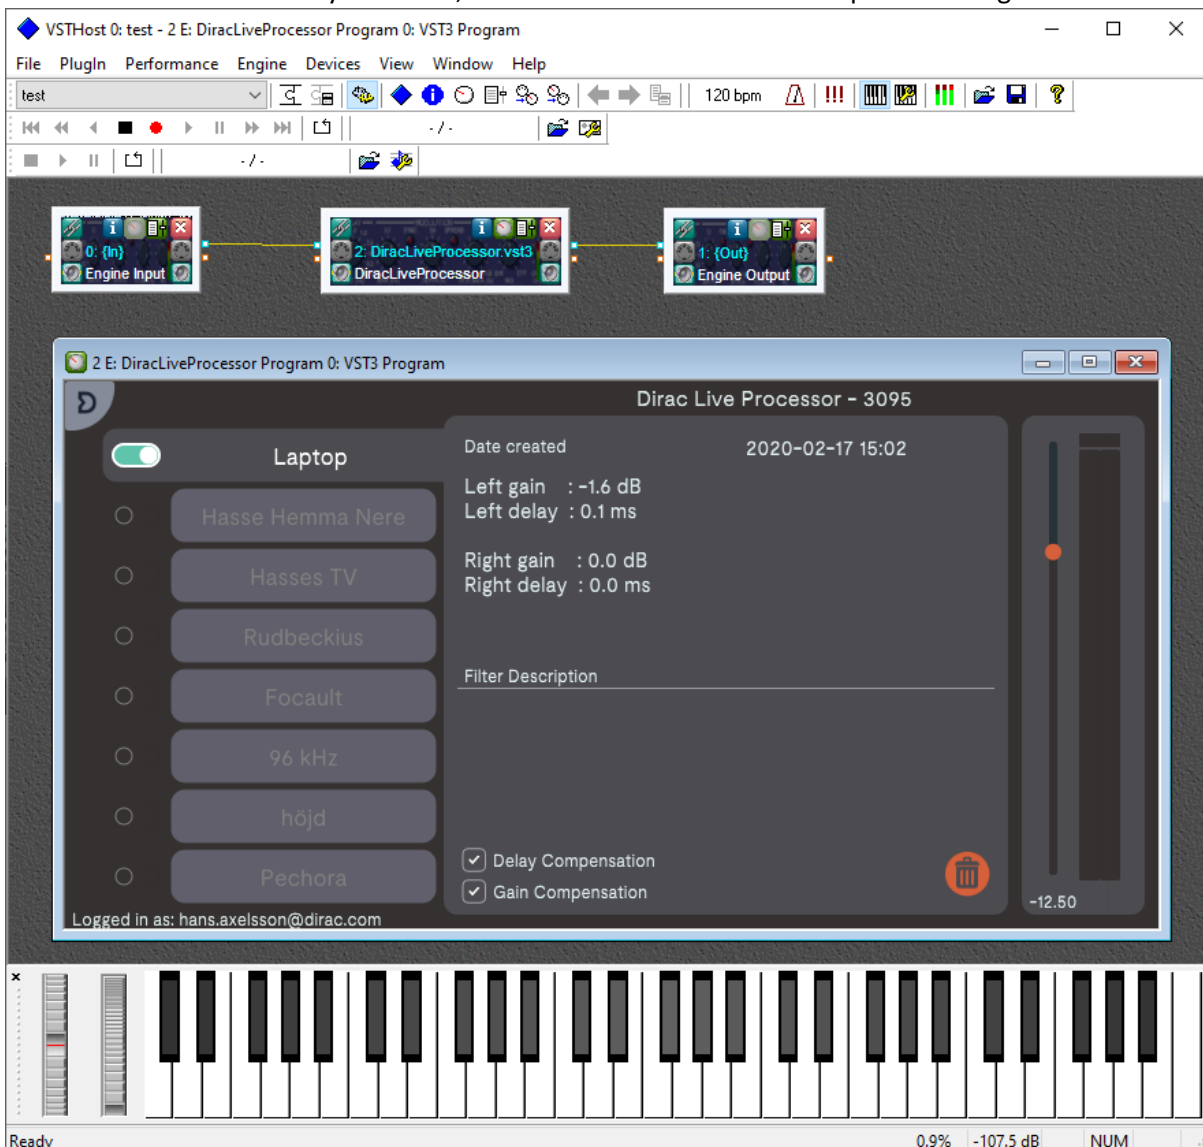 VSTHost 0: test - 2 E: DiracLiveProcessor Program 0: VST3 Program
File PlugIn Performance Engine Devices View Window Help
test 120 bpm
- / -
- / -
0: {In}
Engine Input
2: DiracLiveProcessor.vst3
DiracLiveProcessor
1: {Out}
Engine Output
2 E: DiracLiveProcessor Program 0: VST3 Program
Dirac Live Processor - 3095
Laptop
Hasse Hemma Nere
Hasses TV
Rudbeckius
Focault
96 kHz
höjd
Pechora
Logged in as: hans.axelsson@dirac.com
Date created 2020-02-17 15:02
Left gain : -1.6 dB
Left delay : 0.1 ms
Right gain : 0.0 dB
Right delay : 0.0 ms
Filter Description
Delay Compensation
Gain Compensation
-12.50
Ready 0.9% -107.5 dB NUM